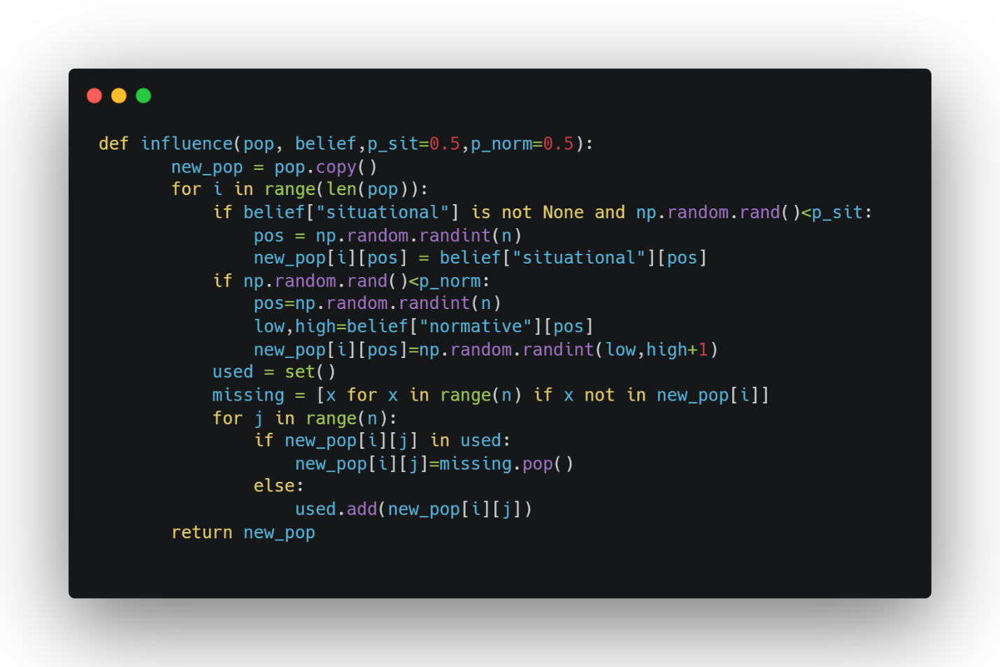 def influence(pop, belief,p_sit=0.5,p_norm=0.5):
       new_pop = pop.copy()
       for i in range(len(pop)):
           if belief["situational"] is not None and np.random.rand()<p_sit:
               pos = np.random.randint(n)
               new_pop[i][pos] = belief["situational"][pos]
           if np.random.rand()<p_norm:
               pos=np.random.randint(n)
               low,high=belief["normative"][pos]
               new_pop[i][pos]=np.random.randint(low,high+1)
           used = set()
           missing = [x for x in range(n) if x not in new_pop[i]]
           for j in range(n):
               if new_pop[i][j] in used:
                   new_pop[i][j]=missing.pop()
               else:
                   used.add(new_pop[i][j])
       return new_pop